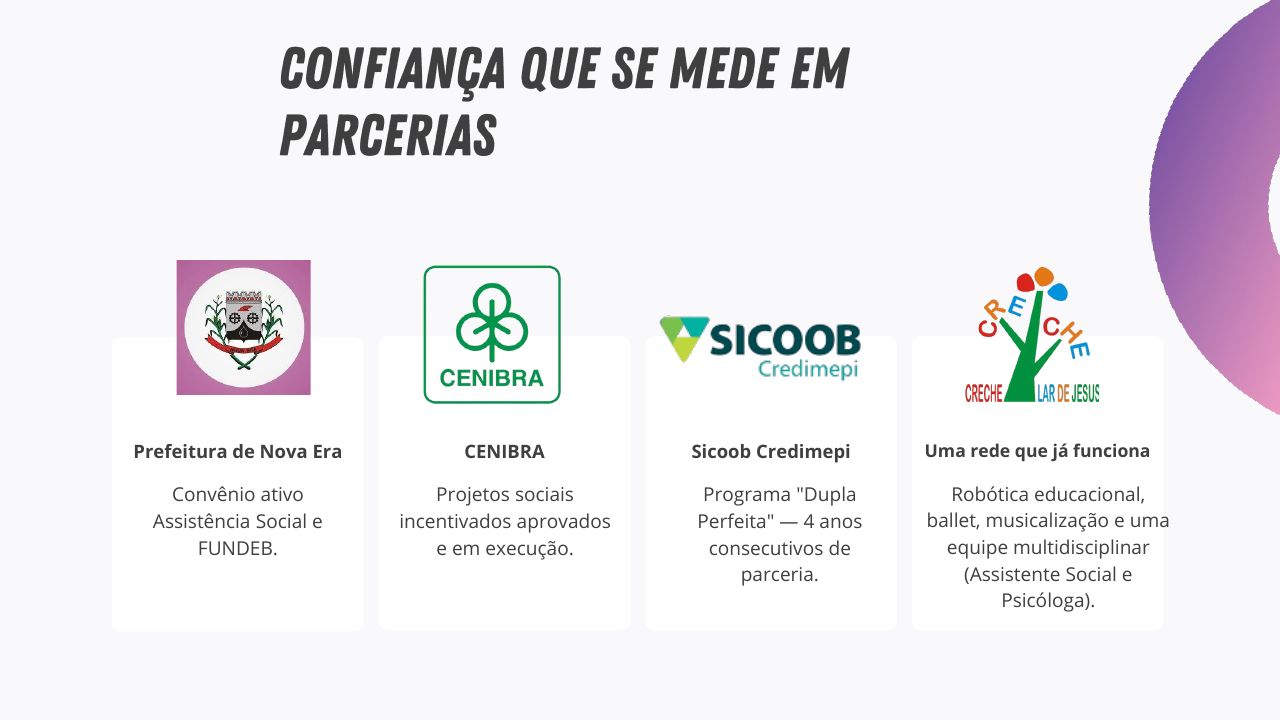 CONFIANÇA QUE SE MEDE EM
PARCERIAS
CENIBRA
SICOOB
Credimepi
CRECHE
CRECHE LAR DE JESUS
Prefeitura de Nova Era
Convênio ativo
Assistência Social e
FUNDEB.
CENIBRA
Projetos sociais
incentivados aprovados
e em execução.
Sicoob Credimepi
Programa "Dupla
Perfeita" — 4 anos
consecutivos de
parceria.
Uma rede que já funciona
Robótica educacional,
ballet, musicalização e uma
equipe multidisciplinar
(Assistente Social e
Psicóloga).